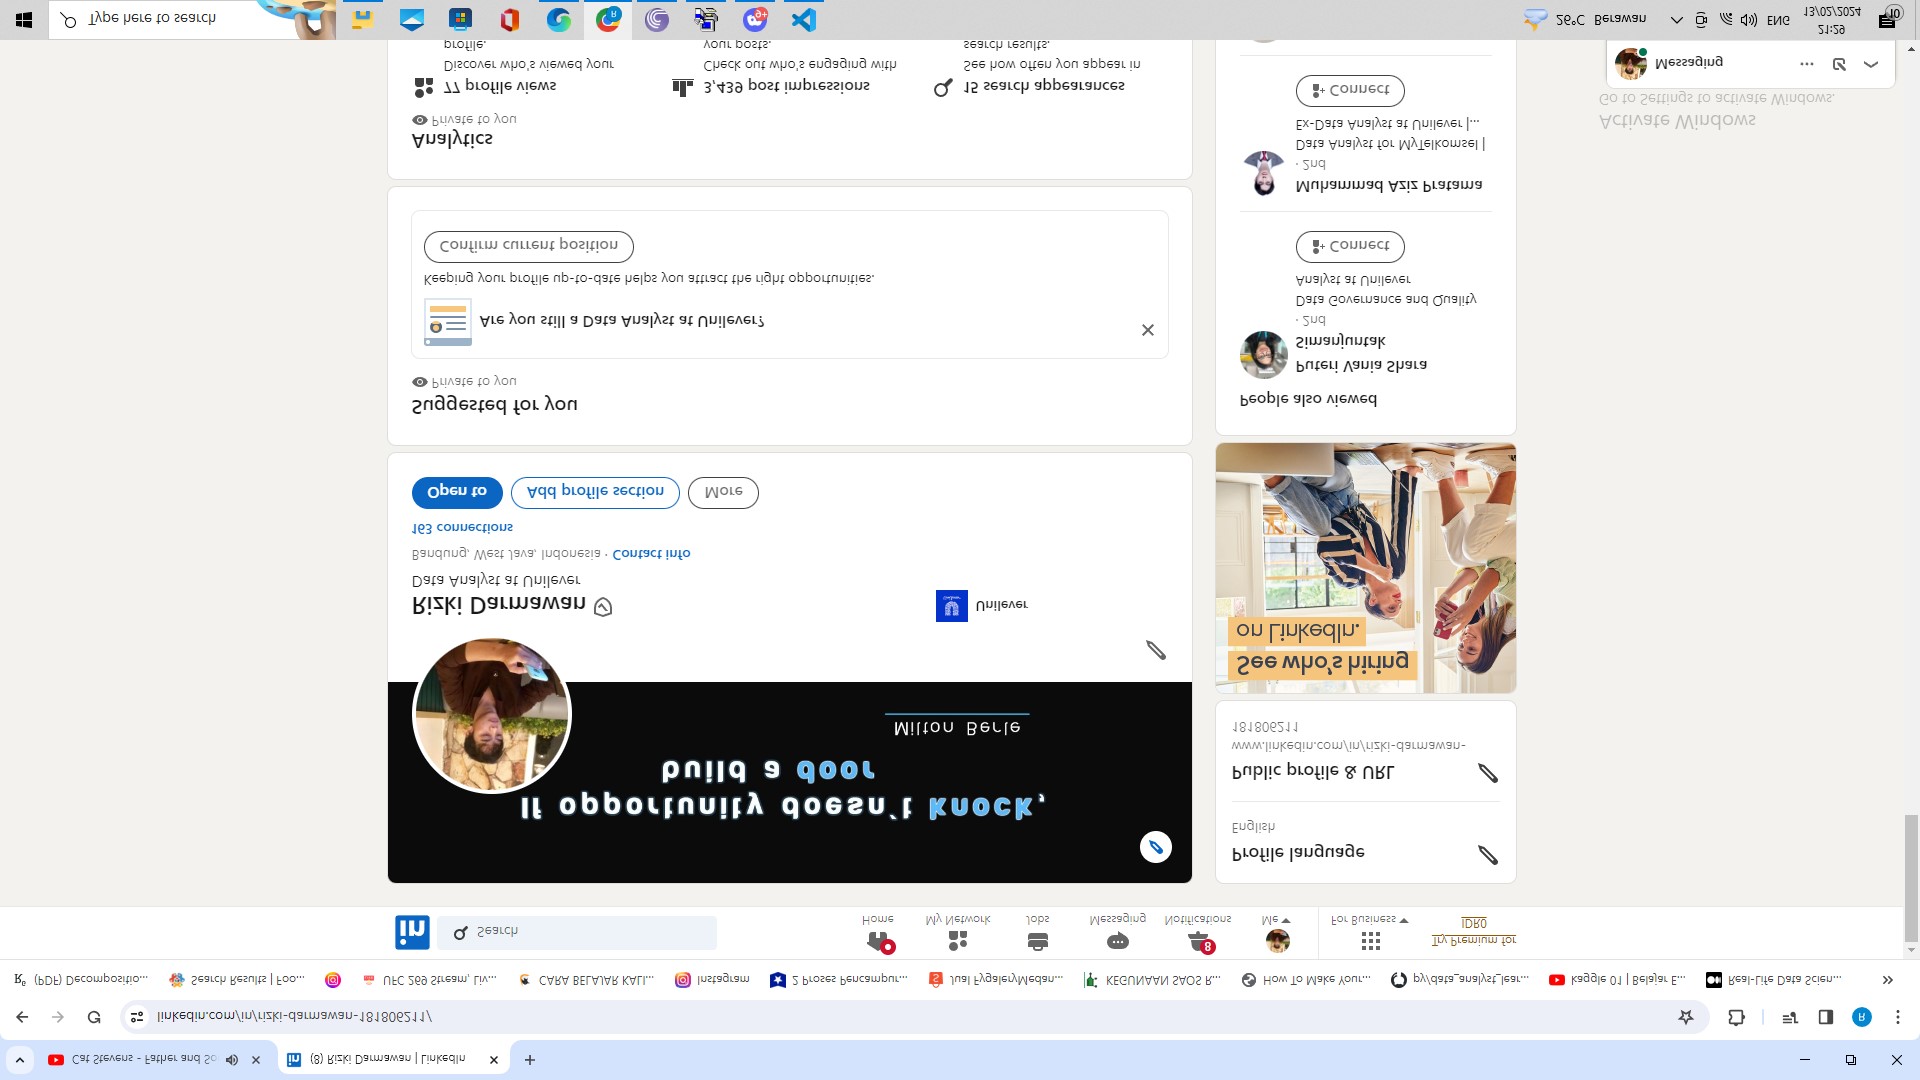 Cat Stevens - Father and So
(8) Rizki Darmawan | LinkedIn
linkedin.com/in/rizki-darmawan-181806211/
(PDF) Decompositio...
Search Results | Foo...
UFC 269 Stream, Liv...
CARA BELAJAR KALI...
Instagram
2 Proses Pencampur...
Jual Fygalery/Medan...
KEGUNAAN SAOS R...
How To Make Your...
py/data_analyst_lear...
kaggle 01 | Belajar E...
Real-Life Data Scien...
in
Search
Home
My Network
Jobs
Messaging
8
Notifications
Me
For Business
Try Premium for
IDR0
If opportunity doesn't knock,
build a door
Milton Berle
Rizki Darmawan
Data Analyst at Unilever
Bandung, West Java, Indonesia · Contact info
163 connections
Unilever
Open to
Add profile section
More
Suggested for you
Private to you
Are you still a Data Analyst at Unilever?
Keeping your profile up-to-date helps you attract the right opportunities.
Confirm current position
Analytics
Private to you
77 profile views
Discover who's viewed your
profile.
3,439 post impressions
Check out who's engaging with
your posts.
15 search appearances
See how often you appear in
search results.
Profile language
English
Public profile & URL
www.linkedin.com/in/rizki-darmawan-
181806211
See who's hiring
on LinkedIn.
People also viewed
Puteri Vania Shara
Simanjuntak
· 2nd
Data Governance and Quality
Analyst at Unilever
Connect
Muhammad Aziz Pratama
· 2nd
Data Analyst for MyTelkomsel |
Ex-Data Analyst at Unilever |...
Connect
Activate Windows
Go to Settings to activate Windows.
Messaging
Type here to search
R
9+
26°C Berawan
ENG
21:29
13/02/2024
10